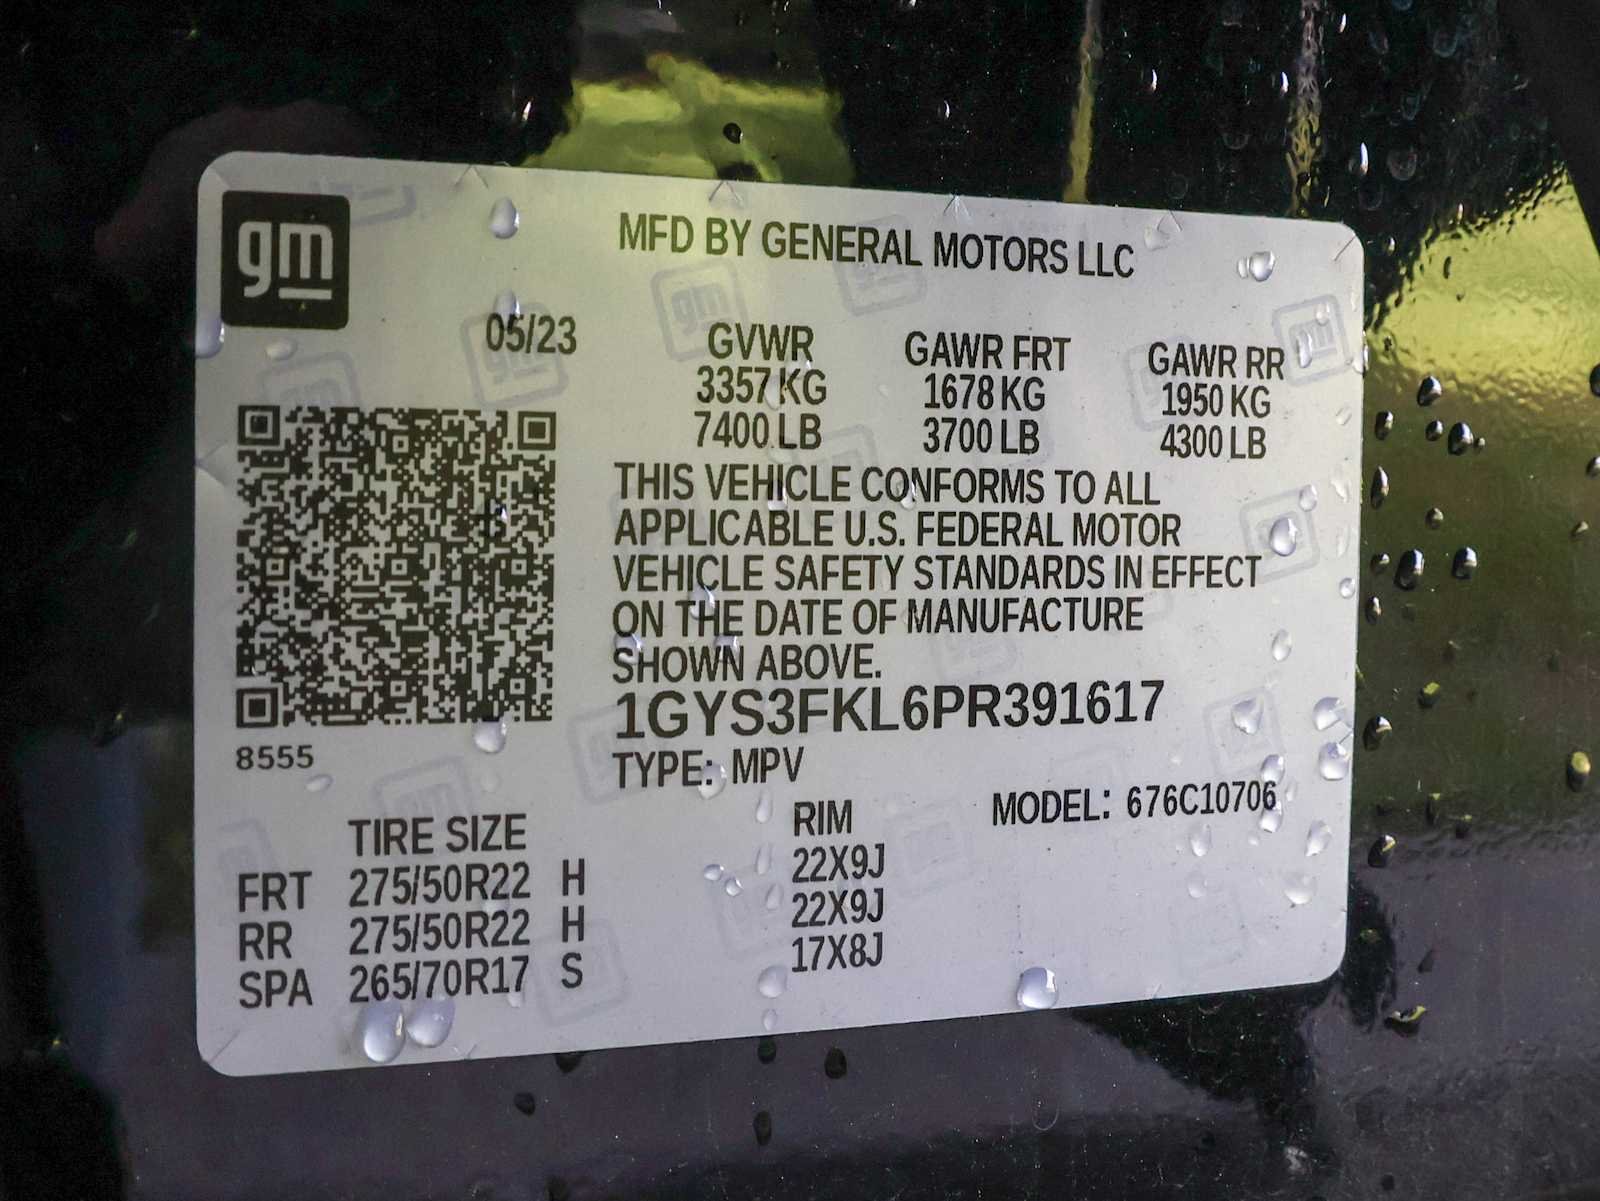 gm
MFD BY GENERAL MOTORS LLC
05/23
GVWR GAWR FRT GAWR RR
3357 KG 1678 KG 1950 KG
7400 LB 3700 LB 4300 LB
THIS VEHICLE CONFORMS TO ALL
APPLICABLE U.S. FEDERAL MOTOR
VEHICLE SAFETY STANDARDS IN EFFECT
ON THE DATE OF MANUFACTURE
SHOWN ABOVE.
1GYS3FKL6PR391617
8555
TYPE: MPV
MODEL: 676C10706
TIRE SIZE RIM
FRT 275/50R22 H 22X9J
RR 275/50R22 H 22X9J
SPA 265/70R17 S 17X8J